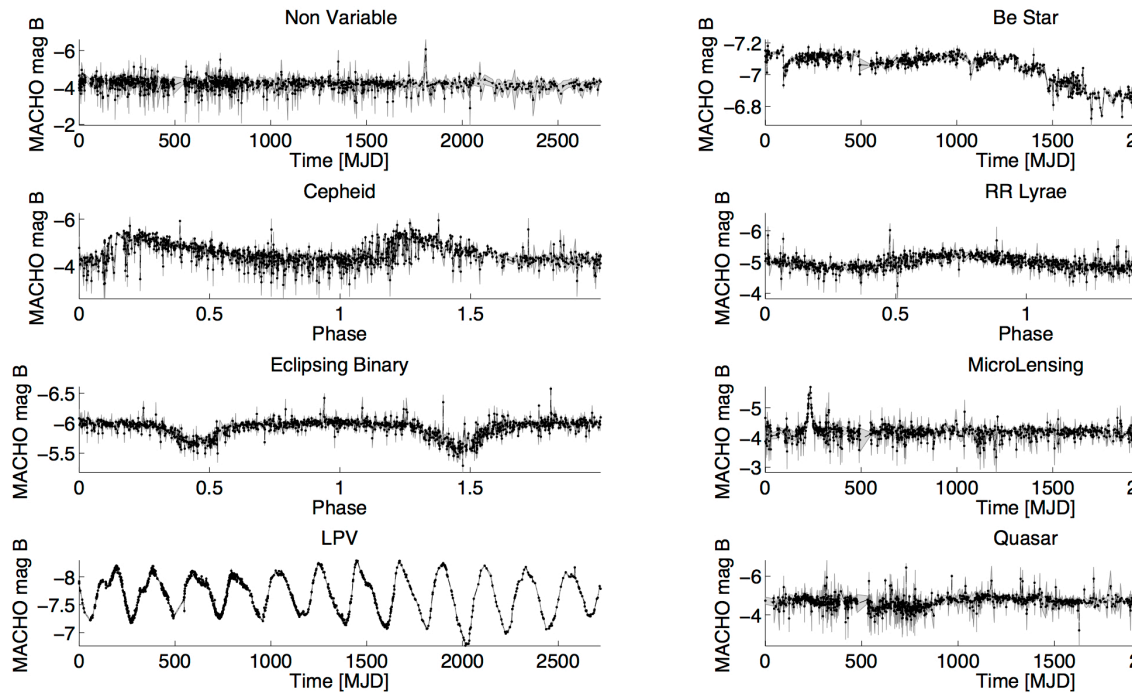 Non Variable
MACHO mag B
−6
−4
−2
0 500 1000 1500 2000 2500
Time [MJD]
Be Star
MACHO mag B
−7.2
−7
−6.8
0 500 1000 1500 2
Time [MJD]
Cepheid
MACHO mag B
−6
−4
0 0.5 1 1.5
Phase
RR Lyrae
MACHO mag B
−6
−5
−4
0 0.5 1
Phase
Eclipsing Binary
MACHO mag B
−6.5
−6
−5.5
0 0.5 1 1.5
Phase
MicroLensing
MACHO mag B
−5
−4
−3
0 500 1000 1500 2
Time [MJD]
LPV
MACHO mag B
−8
−7.5
−7
0 500 1000 1500 2000 2500
Time [MJD]
Quasar
MACHO mag B
−6
−4
0 500 1000 1500 2
Time [MJD]